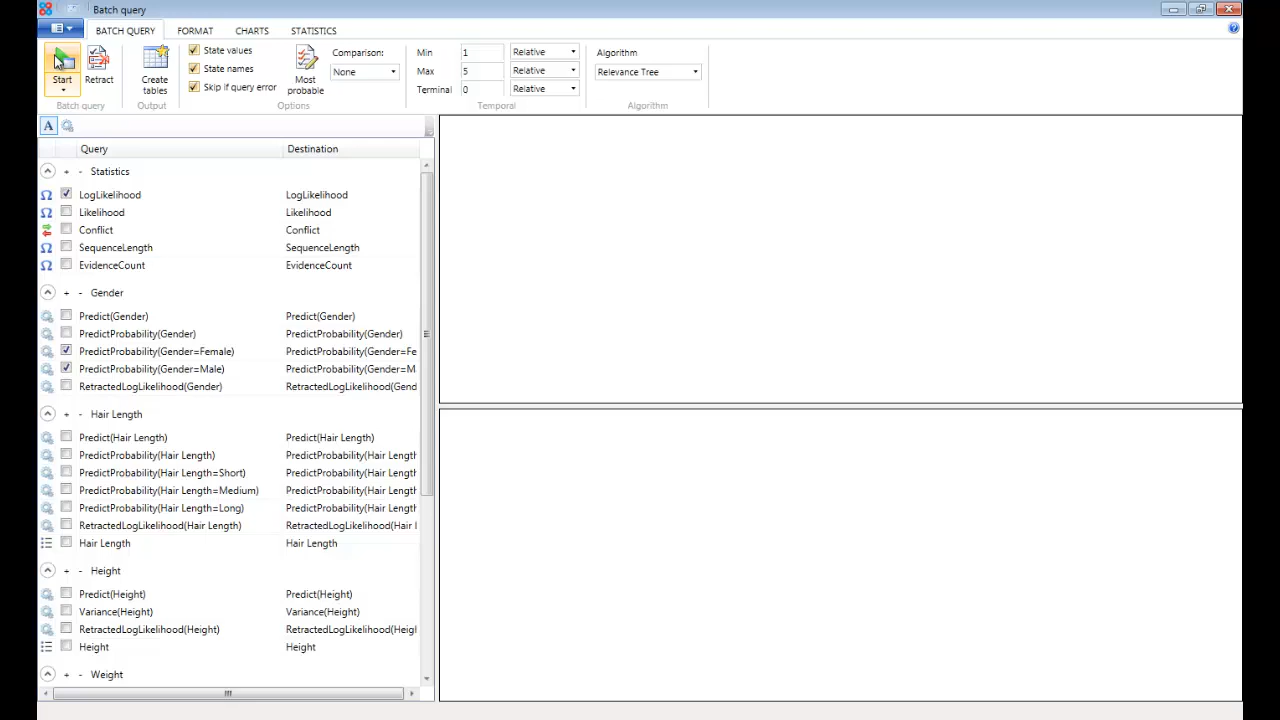 Batch query
BATCH QUERY FORMAT CHARTS STATISTICS
Start
Retract
Batch query
Create tables
Output
State values
State names
Skip if query error
Most probable
Comparison:
None
Options
Min 1 Relative
Max 5 Relative
Terminal 0 Relative
Temporal
Algorithm
Relevance Tree
Algorithm
A
Query Destination
+ - Statistics
LogLikelihood LogLikelihood
Likelihood Likelihood
Conflict Conflict
SequenceLength SequenceLength
EvidenceCount EvidenceCount
+ - Gender
Predict(Gender) Predict(Gender)
PredictProbability(Gender) PredictProbability(Gender)
PredictProbability(Gender=Female) PredictProbability(Gender=Fe
PredictProbability(Gender=Male) PredictProbability(Gender=M
RetractedLogLikelihood(Gender) RetractedLogLikelihood(Gend
+ - Hair Length
Predict(Hair Length) Predict(Hair Length)
PredictProbability(Hair Length) PredictProbability(Hair Length
PredictProbability(Hair Length=Short) PredictProbability(Hair Length
PredictProbability(Hair Length=Medium) PredictProbability(Hair Length
PredictProbability(Hair Length=Long) PredictProbability(Hair Length
RetractedLogLikelihood(Hair Length) RetractedLogLikelihood(Hair l
Hair Length Hair Length
+ - Height
Predict(Height) Predict(Height)
Variance(Height) Variance(Height)
RetractedLogLikelihood(Height) RetractedLogLikelihood(Heigl
Height Height
+ - Weight